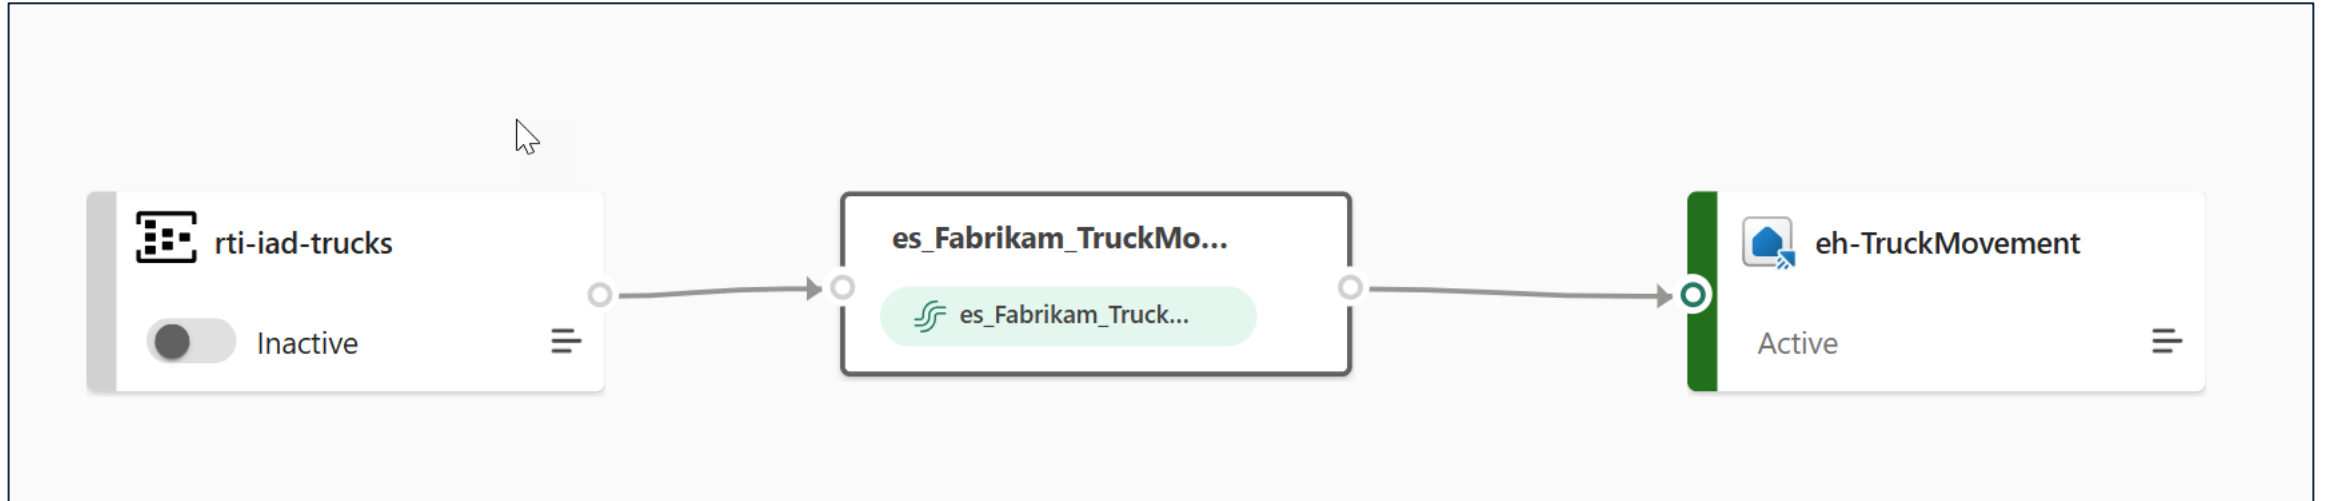 rti-iad-trucks
Inactive
es_Fabrikam_TruckMo...
es_Fabrikam_Truck...
eh-TruckMovement
Active